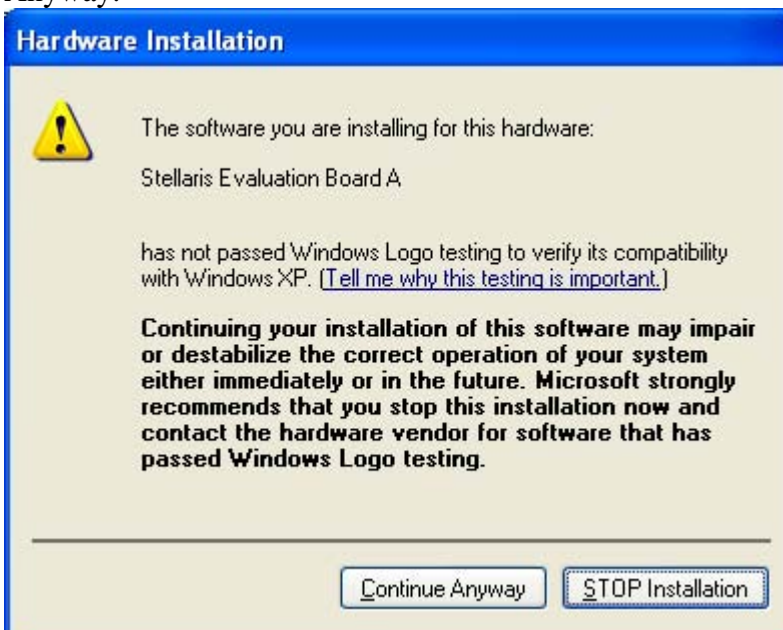 Anyway.
Hardware Installation
The software you are installing for this hardware:
Stellaris Evaluation Board A
has not passed Windows Logo testing to verify its compatibility
with Windows XP. (Tell me why this testing is important.)
Continuing your installation of this software may impair
or destabilize the correct operation of your system
either immediately or in the future. Microsoft strongly
recommends that you stop this installation now and
contact the hardware vendor for software that has
passed Windows Logo testing.
Continue Anyway STOP Installation